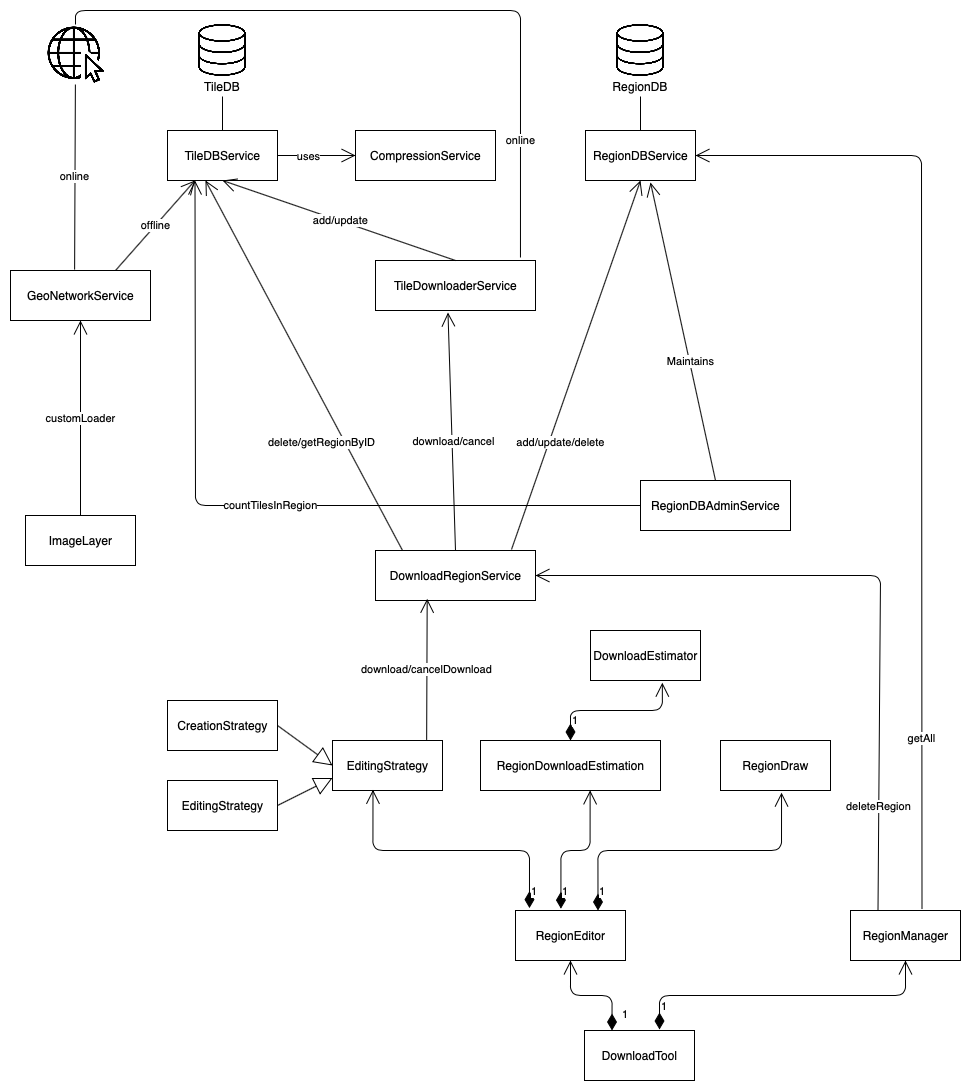 TileDB
RegionDB
online
TileDBService
uses
CompressionService
RegionDBService
online
add/update
offline
GeoNetworkService
TileDownloaderService
Maintains
customLoader
delete/getRegionByID
download/cancel
add/update/delete
countTilesInRegion
RegionDBAdminService
ImageLayer
DownloadRegionService
DownloadEstimator
download/cancelDownload
1
CreationStrategy
getAll
EditingStrategy
RegionDownloadEstimation
RegionDraw
EditingStrategy
deleteRegion
1
1
1
RegionEditor
RegionManager
1
1
DownloadTool